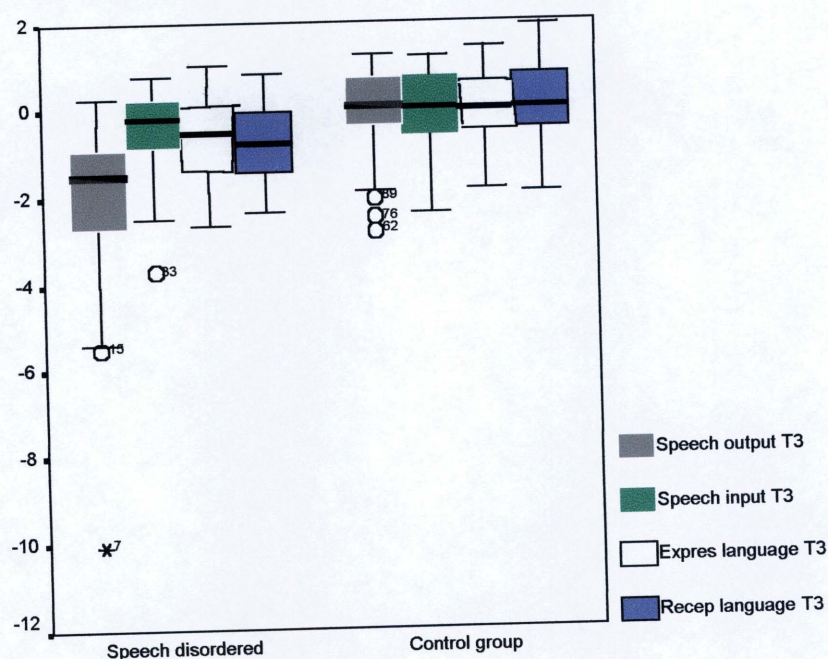 2
0
-2
-4
-6
-8
-10
-12
15
7
33
89
76
62
Speech disordered
Control group
Speech output T3
Speech input T3
Expres language T3
Recep language T3